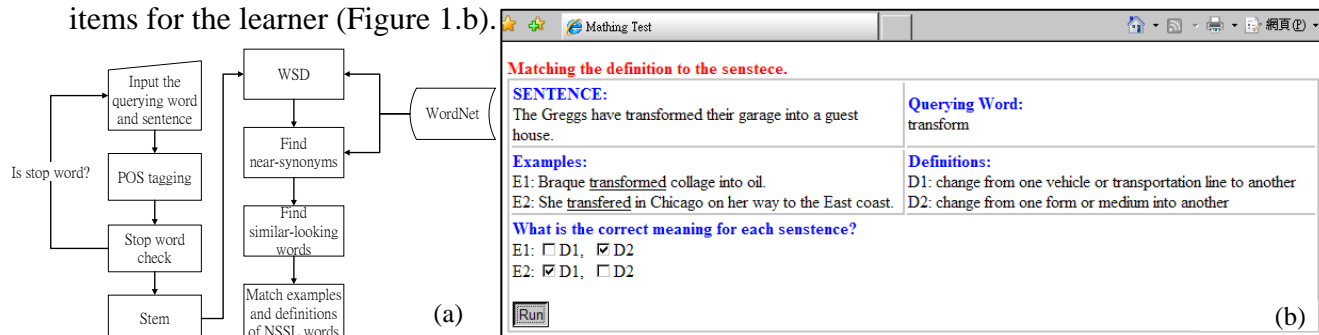 items for the learner (Figure 1.b).
Input the
querying word
and sentence
Is stop word?
POS tagging
Stop word
check
Stem
WSD
WordNet
Find
near-synonyms
Find
similar-looking
words
Match examples
and definitions
of NSSL words
(a)
Mathing Test
網頁(P)
Matching the definition to the senstece.
SENTENCE:
The Greggs have transformed their garage into a guest
house.
Querying Word:
transform
Examples:
E1: Braque transformed collage into oil.
E2: She transfered in Chicago on her way to the East coast.
Definitions:
D1: change from one vehicle or transportation line to another
D2: change from one form or medium into another
What is the correct meaning for each senstence?
E1: D1, D2
E2: D1, D2
Run
(b)